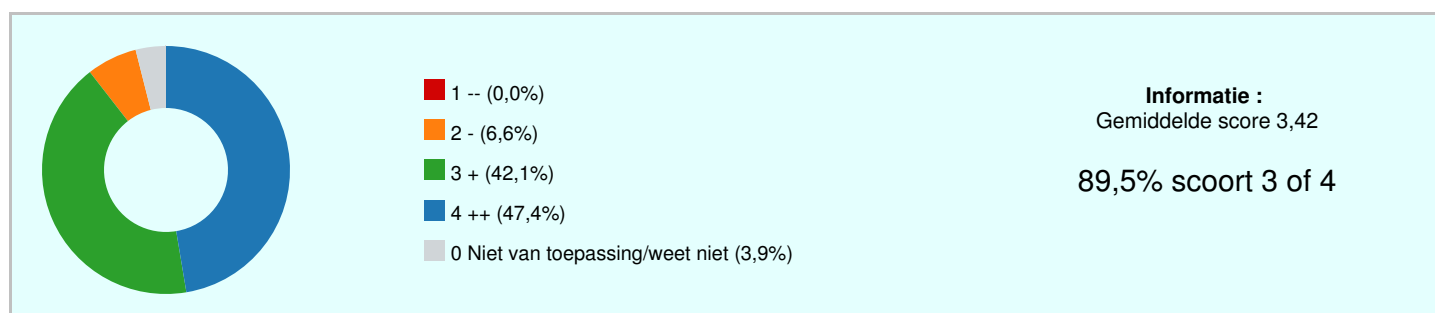 1 -- (0,0%)
2 - (6,6%)
3 + (42,1%)
4 ++ (47,4%)
0 Niet van toepassing/weet niet (3,9%)
Informatie :
Gemiddelde score 3,42
89,5% scoort 3 of 4